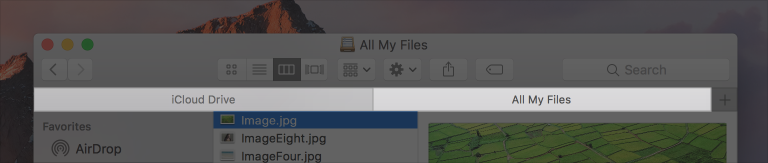 All My Files
Search
iCloud Drive
All My Files
Favorites
AirDrop
Image.jpg
ImageEight.jpg
ImageFour.jpg